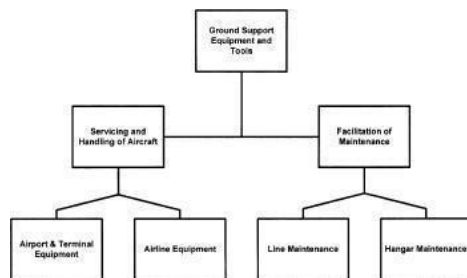 Ground Support
Equipment and
Tools
Servicing and
Handling of Aircraft
Facilitation of
Maintenance
Airport & Terminal
Equipment
Airline Equipment
Line Maintenance
Hangar Maintenance